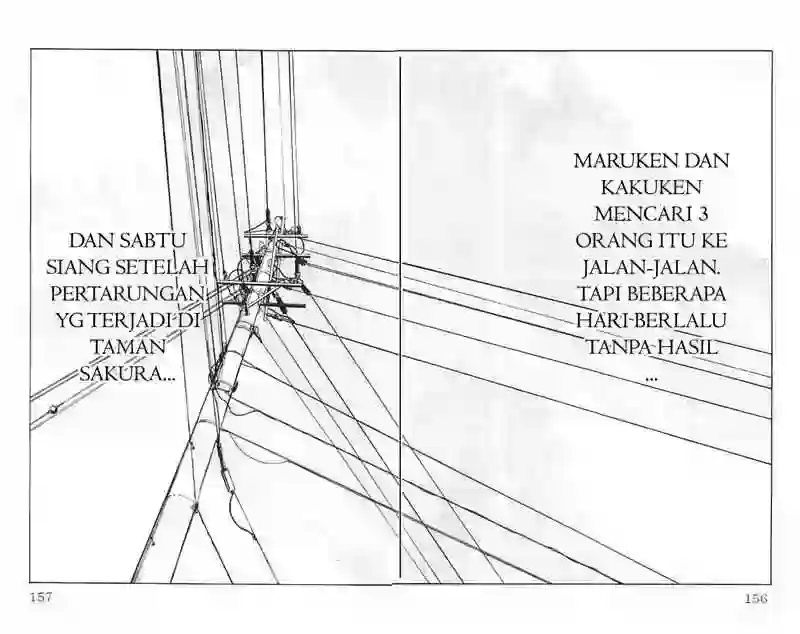 MARUKEN DAN
KAKUKEN
MENCARI 3
ORANG ITU KE
JALAN-JALAN.
TAPI BEBERAPA
HARI BERLALU
TANPA HASIL
...
DAN SABTU
SIANG SETELAH
PERTARUNGAN
YG TERJADI DI
TAMAN
SAKURA...
157
156